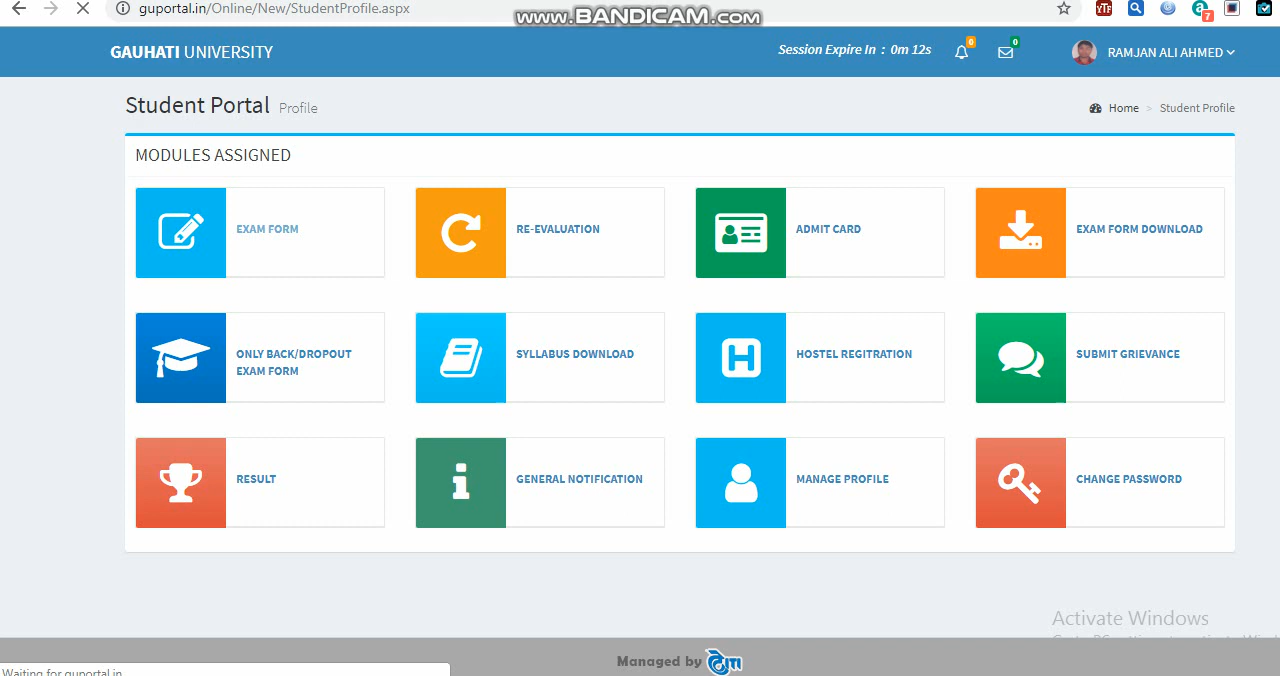 guportal.in/Online/New/StudentProfile.aspx
www.BANDICAM.com
7
GAUHATI UNIVERSITY
Session Expire In : 0m 12s
0
0
RAMJAN ALI AHMED
Student Portal Profile
Home > Student Profile
MODULES ASSIGNED
EXAM FORM
RE-EVALUATION
ADMIT CARD
EXAM FORM DOWNLOAD
ONLY BACK/DROPOUT
EXAM FORM
SYLLABUS DOWNLOAD
HOSTEL REGITRATION
SUBMIT GRIEVANCE
RESULT
GENERAL NOTIFICATION
MANAGE PROFILE
CHANGE PASSWORD
Activate Windows
Managed by
Waiting for guportal.in